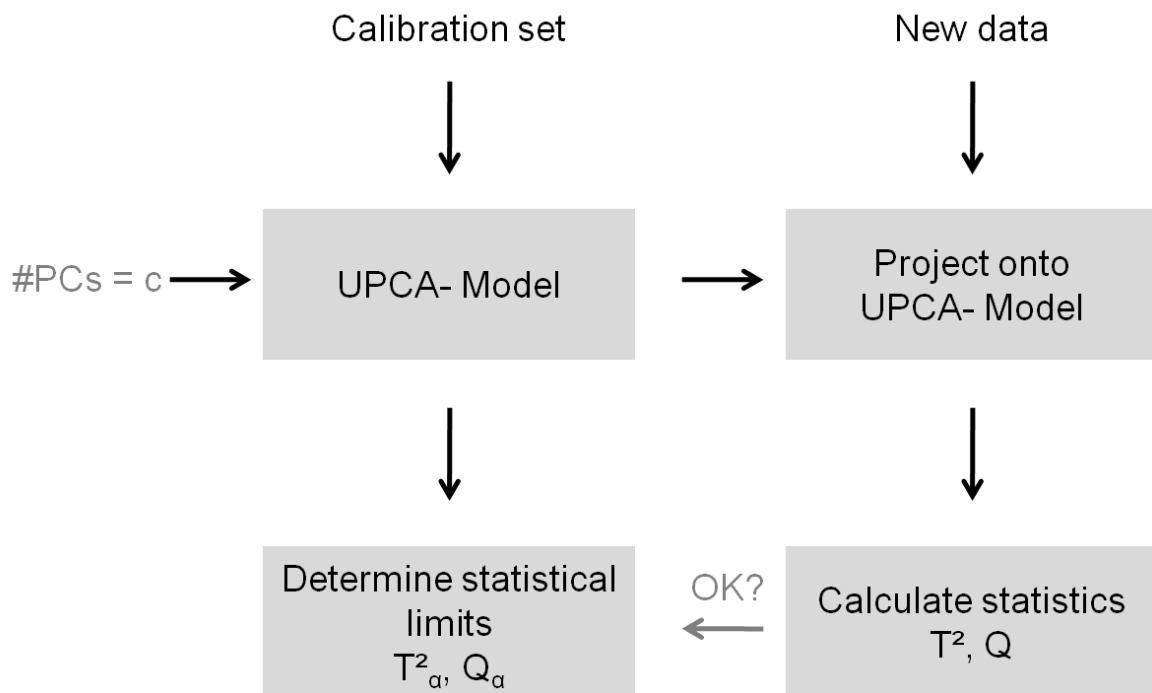 Calibration set
New data
#PCs = c
UPCA- Model
Project onto
UPCA- Model
Determine statistical
limits
T²α, Qα
OK?
Calculate statistics
T², Q